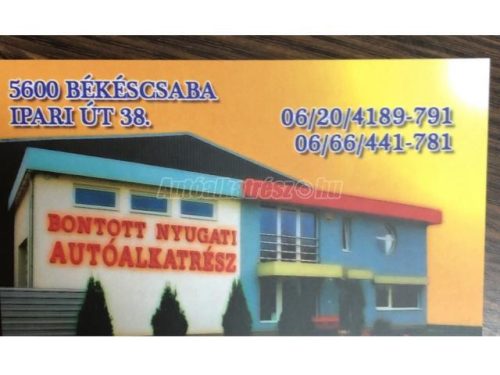 5600 BÉKÉSCSABA
IPARI ÚT 38.
06/20/4189-791
06/66/441-781
Autóalkatrész.hu
BONTOTT NYUGATI
AUTÓALKATRÉSZ